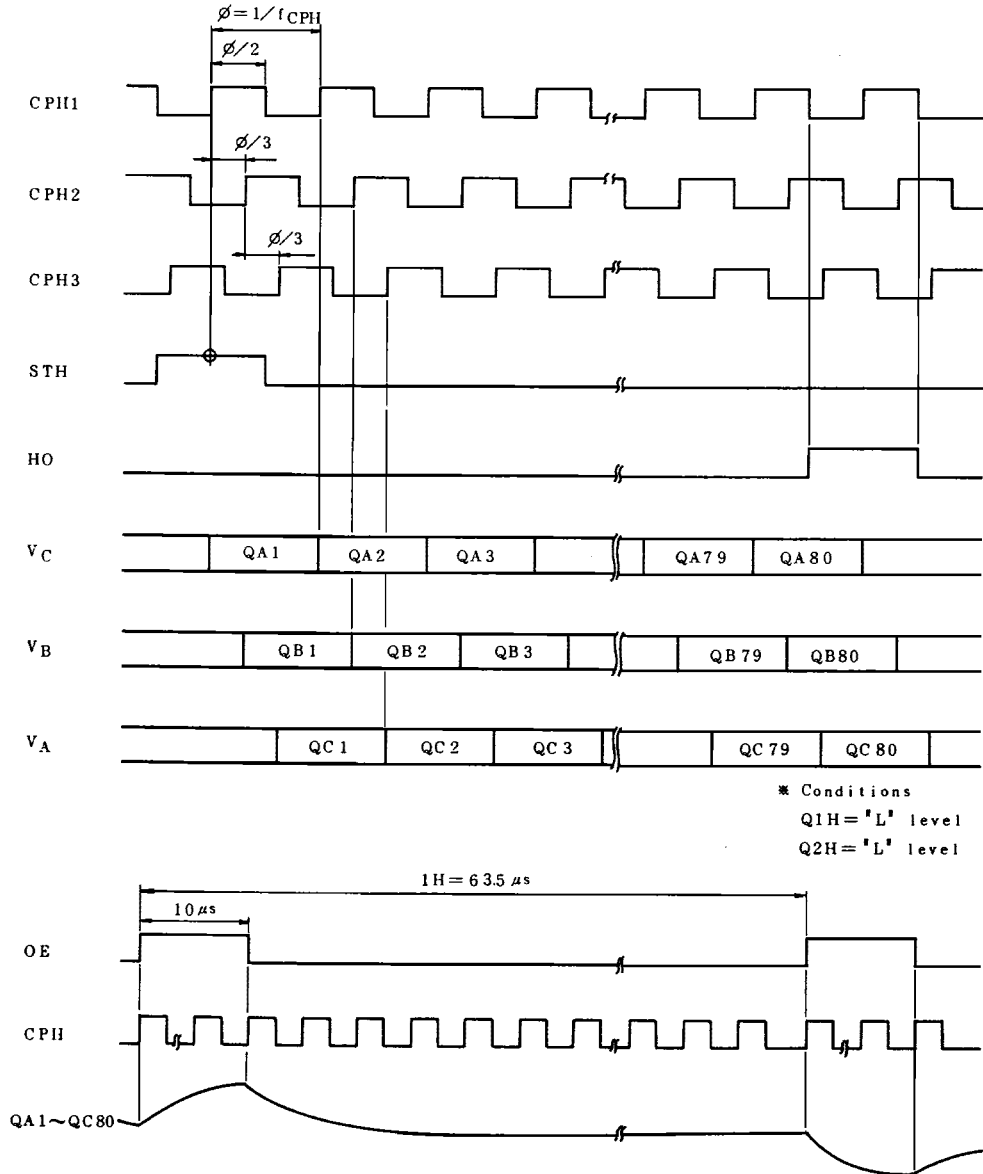 ø=1/fCPH
ø/2
CPH1
ø/3
CPH2
ø/3
CPH3
STH
HO
VC QA1 QA2 QA3 QA79 QA80
VB QB1 QB2 QB3 QB79 QB80
VA QC1 QC2 QC3 QC79 QC80
※ Conditions
Q1H="L" level
Q2H="L" level
1H=63.5 μs
10μs
OE
CPH
QA1～QC80